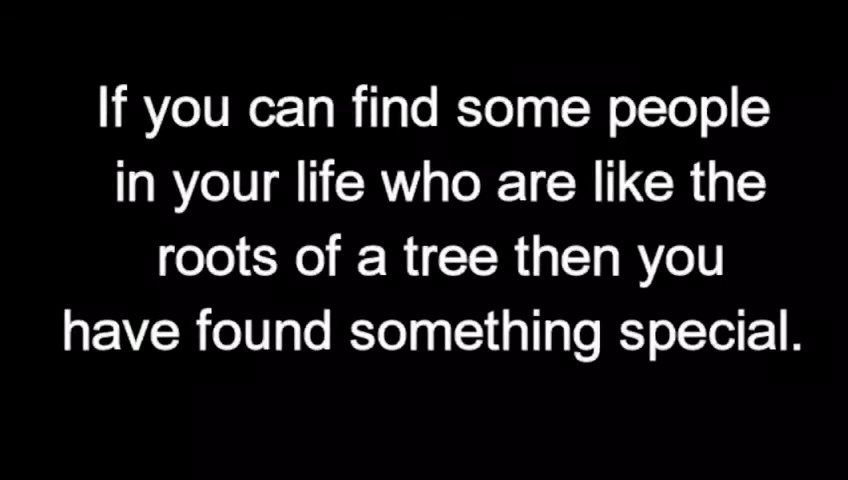 If you can find some people
in your life who are like the
roots of a tree then you
have found something special.